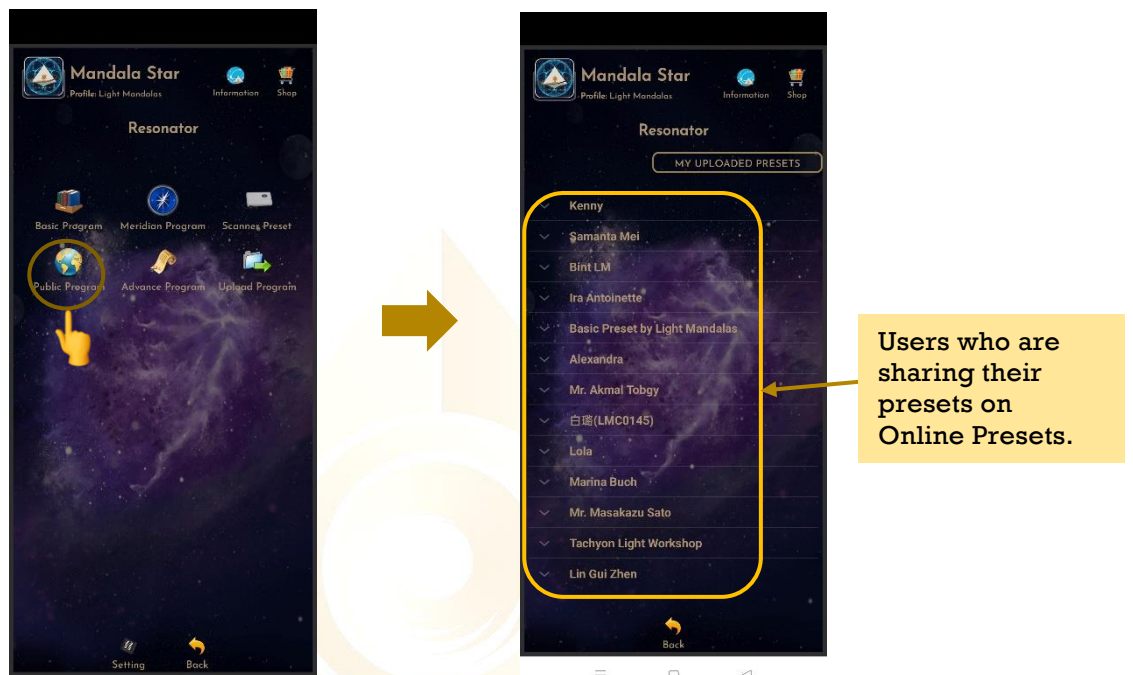 Mandala Star
Profile: Light Mandalas
Information
Shop
Resonator
Basic Program
Meridian Program
Scanner Preset
Public Program
Advance Program
Upload Program
Setting
Back
Mandala Star
Profile: Light Mandalas
Information
Shop
Resonator
MY UPLOADED PRESETS
Kenny
Samanta Mei
Bint LM
Ira Antoinette
Basic Preset by Light Mandalas
Alexandra
Mr. Akmal Tobgy
白璐(LMC0145)
Lola
Marina Buch
Mr. Masakazu Sato
Tachyon Light Workshop
Lin Gui Zhen
Back
Users who are
sharing their
presets on
Online Presets.